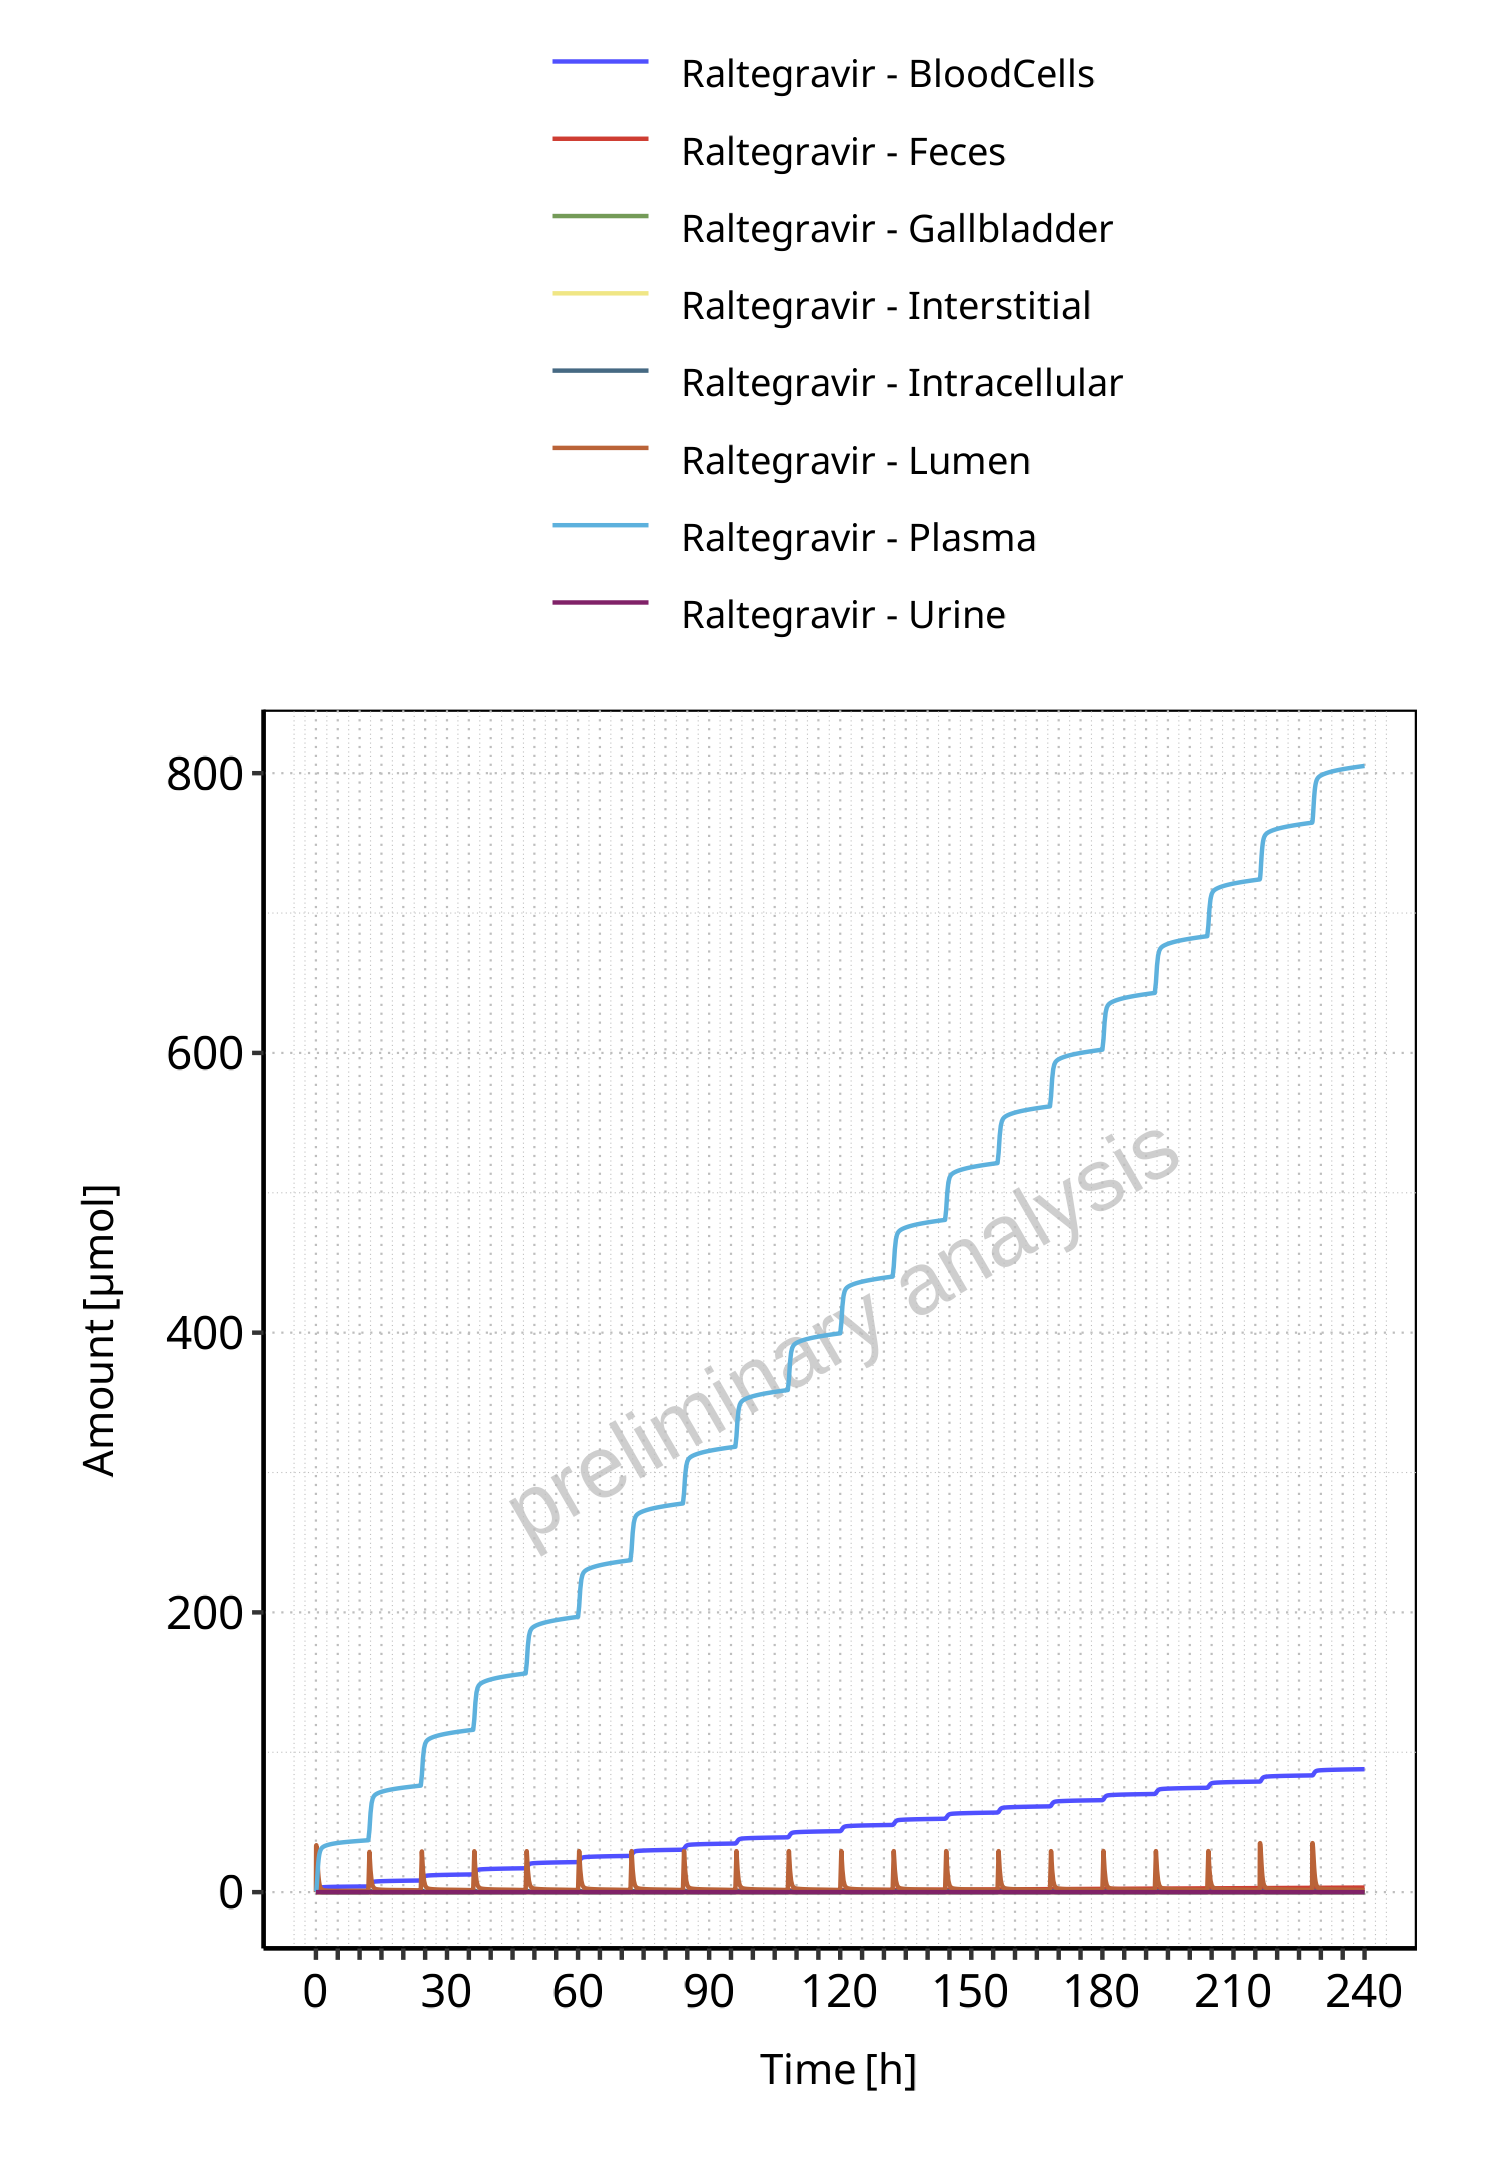 Raltegravir - BloodCells
Raltegravir - Feces
Raltegravir - Gallbladder
Raltegravir - Interstitial
Raltegravir - Intracellular
Raltegravir - Lumen
Raltegravir - Plasma
Raltegravir - Urine
800
600
400
200
0
Amount [µmol]
preliminary analysis
0 30 60 90 120 150 180 210 240
Time [h]